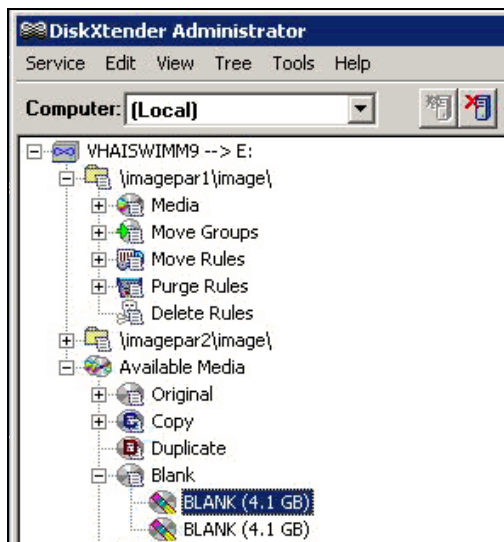 DiskXtender Administrator
Service Edit View Tree Tools Help
Computer: (Local)
VHAISWIMM9 --> E:
\imagepar1\image\
Media
Move Groups
Move Rules
Purge Rules
Delete Rules
\imagepar2\image\
Available Media
Original
Copy
Duplicate
Blank
BLANK (4.1 GB)
BLANK (4.1 GB)